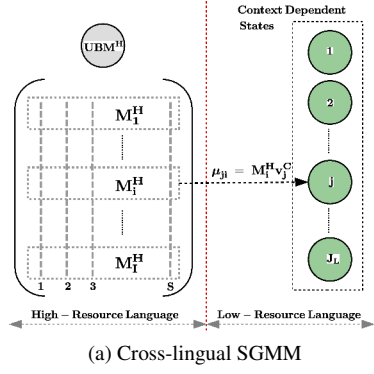 Context Dependent
States
UBM^H
1
2
M_1^H
M_i^H
μ_ji = M_i^H v_j^C
j
M_I^H
J_L
1 2 3 S
High – Resource Language
Low – Resource Language
(a) Cross-lingual SGMM